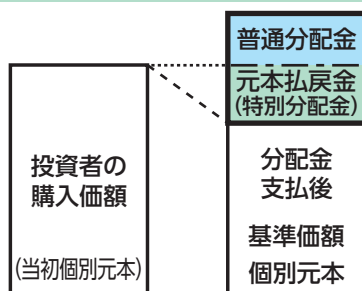 普通分配金
元本払戻金
(特別分配金)
投資者の
購入価額
(当初個別元本)
分配金
支払後
基準価額
個別元本